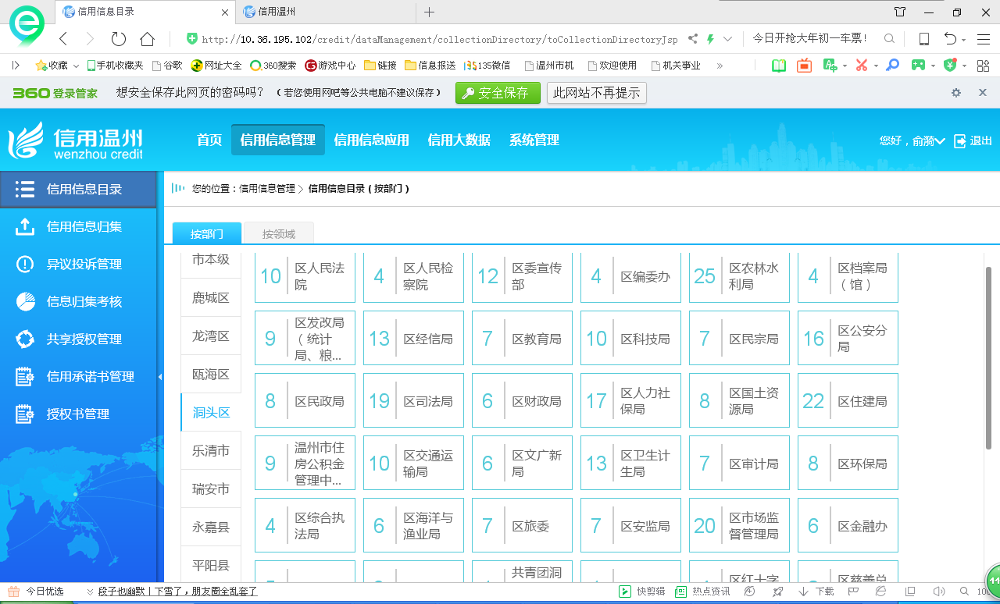 信用信息目录
信用温州
http://10.36.195.102/credit/dataManagement/collectionDirectory/toCollectionDirectoryJsp
今日开抢大年初一车票!
收藏
手机收藏夹
谷歌
网址大全
360搜索
游戏中心
链接
信息报送
135微信
温州市机
欢迎使用
机关事业
»
360登录管家
想安全保存此网页的密码吗?
(若您使用网吧等公共电脑不建议保存)
安全保存
此网站不再提示
信用温州
wenzhou credit
首页
信用信息管理
信用信息应用
信用大数据
系统管理
您好,俞漪
退出
信用信息目录
信用信息归集
异议投诉管理
信息归集考核
共享授权管理
信用承诺书管理
授权书管理
您的位置:信用信息管理 > 信用信息目录(按部门)
按部门
按领域
市本级
鹿城区
龙湾区
瓯海区
洞头区
乐清市
瑞安市
永嘉县
平阳县
10 区人民法
院
4 区人民检
察院
12 区委宣传
部
4 区编委办
25 区农林水
利局
4 区档案局
(馆)
9 区发改局
(统计
局、粮...
13 区经信局
7 区教育局
10 区科技局
7 区民宗局
16 区公安分
局
8 区民政局
19 区司法局
6 区财政局
17 区人力社
保局
8 区国土资
源局
22 区住建局
9 温州市住
房公积金
管理中...
10 区交通运
输局
6 区文广新
局
13 区卫生计
生局
7 区审计局
8 区环保局
4 区综合执
法局
6 区海洋与
渔业局
7 区旅委
7 区安监局
20 区市场监
督管理局
6 区金融办
共青团洞
区红十字
区慈善总
今日优选
段子也幽默丨下雪了,朋友圈全乱套了
快剪辑
热点资讯
下载
44